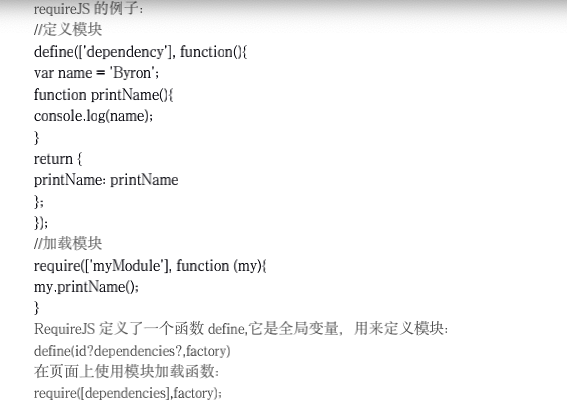 requireJS 的例子：
//定义模块
define(['dependency'], function(){
var name = 'Byron';
function printName(){
console.log(name);
}
return {
printName: printName
};
});
//加载模块
require(['myModule'], function (my){
my.printName();
}
RequireJS 定义了一个函数 define,它是全局变量，用来定义模块：
define(id?dependencies?,factory)
在页面上使用模块加载函数：
require([dependencies],factory);